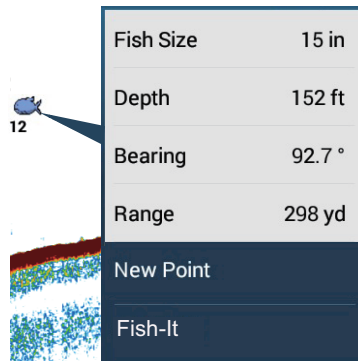 Fish Size 15 in
Depth 152 ft
12
Bearing 92.7 °
Range 298 yd
New Point
Fish-It